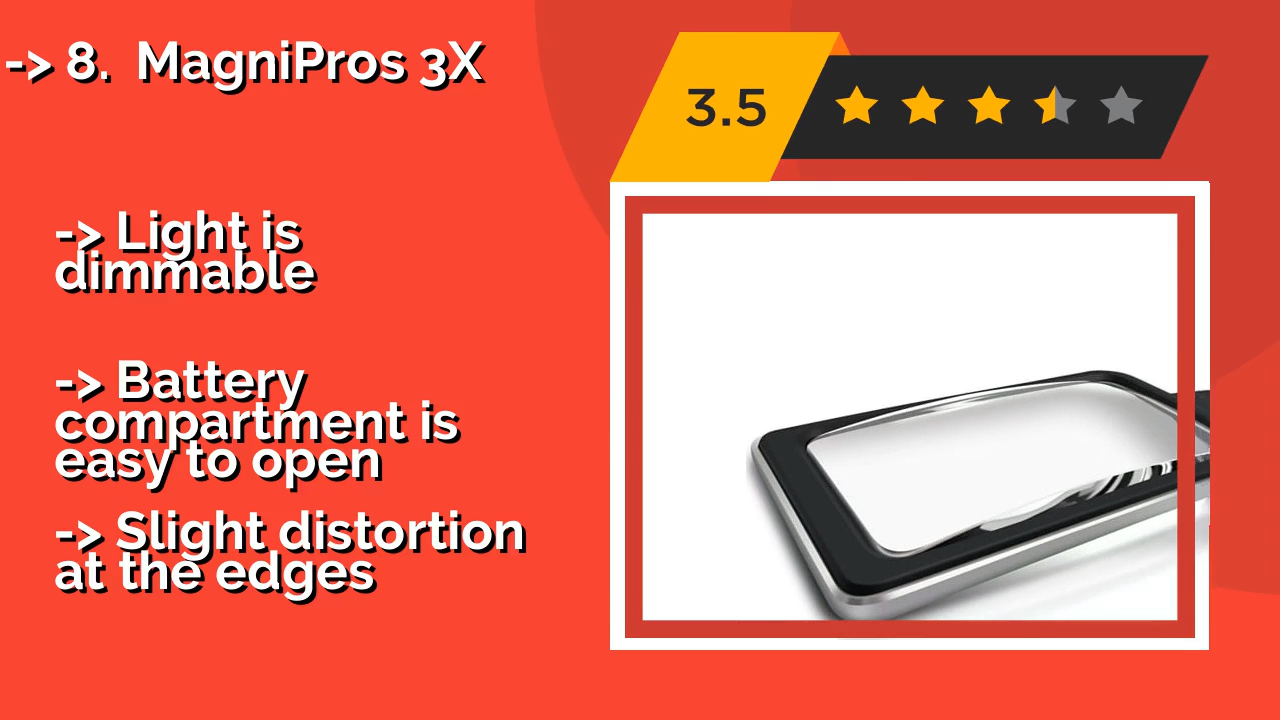 -> 8.  MagniPros 3X
3.5
-> Light is
dimmable
-> Battery
compartment is
easy to open
-> Slight distortion
at the edges